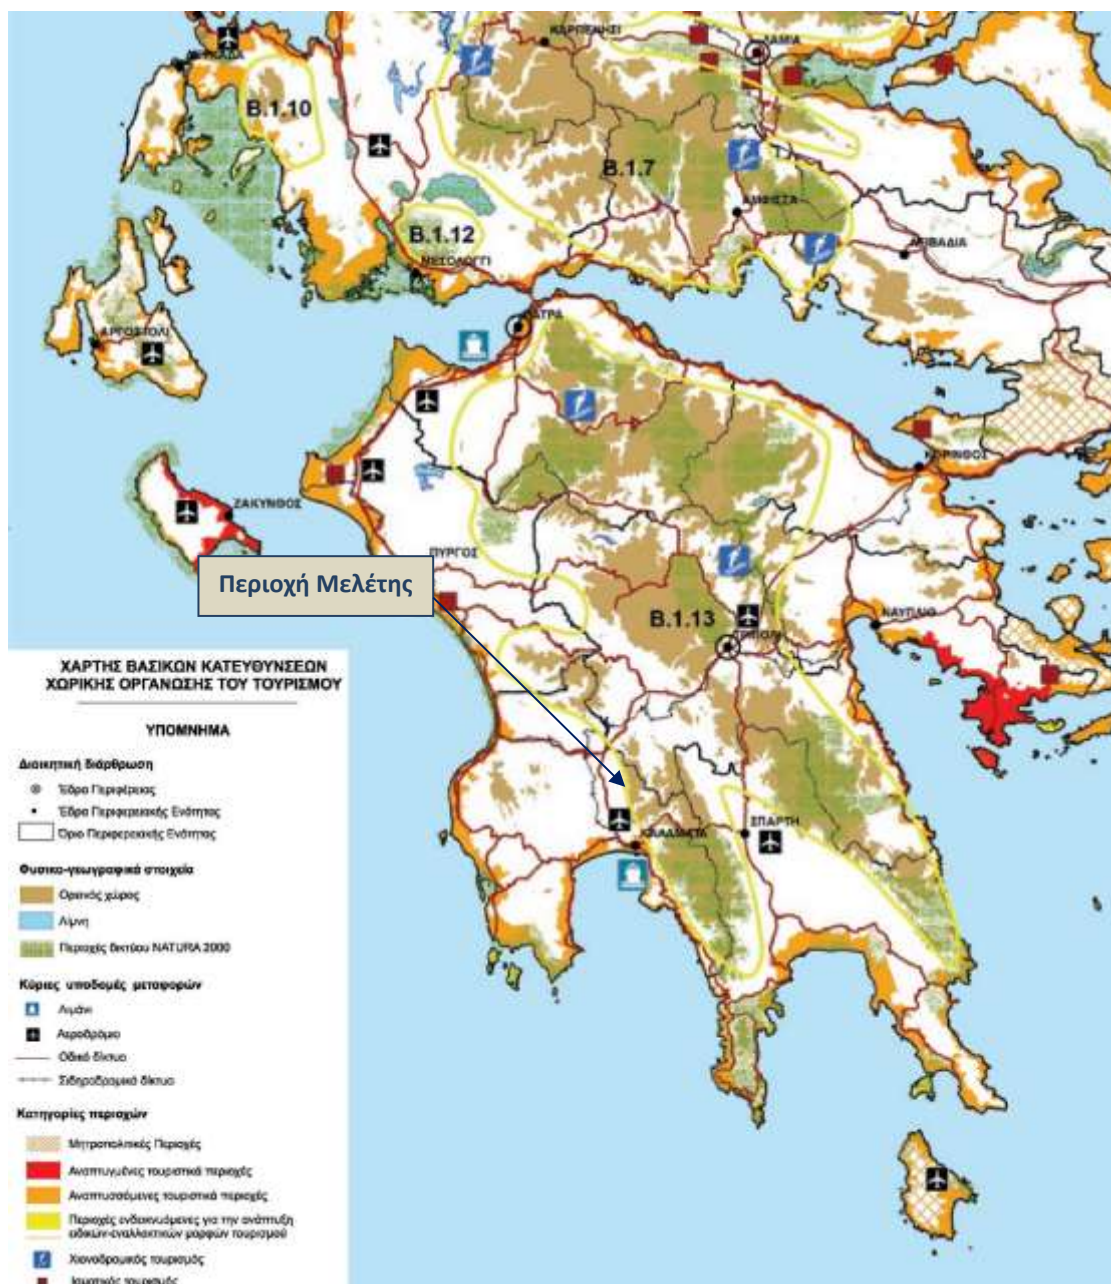 ΚΑΡΠΕΝΗΣΙ
ΛΑΜΙΑ
Β.1.10
Β.1.7
ΑΜΦΙΣΣΑ
Β.1.12
ΛΙΒΑΔΙΑ
ΜΕΣΟΛΟΓΓΙ
ΠΑΤΡΑ
ΑΡΓΟΣΤΟΛΙ
ΚΟΡΙΝΘΟΣ
ΖΑΚΥΝΘΟΣ
ΠΥΡΓΟΣ
Περιοχή Μελέτης
Β.1.13
ΝΑΥΠΛΙΟ
ΤΡΙΠΟΛΗ
ΣΠΑΡΤΗ
ΚΑΛΑΜΑΤΑ
ΧΑΡΤΗΣ ΒΑΣΙΚΩΝ ΚΑΤΕΥΘΥΝΣΕΩΝ
ΧΩΡΙΚΗΣ ΟΡΓΑΝΩΣΗΣ ΤΟΥ ΤΟΥΡΙΣΜΟΥ
ΥΠΟΜΝΗΜΑ
Διοικητική διάρθρωση
Έδρα Περιφέρειας
Έδρα Περιφερειακής Ενότητας
Όριο Περιφερειακής Ενότητας
Φυσικο-γεωγραφικά στοιχεία
Ορεινός χώρος
Λίμνη
Περιοχές δικτύου NATURA 2000
Κύριες υποδομές μεταφορών
Λιμάνι
Αεροδρόμιο
Οδικό δίκτυο
Σιδηροδρομικό δίκτυο
Κατηγορίες περιοχών
Μητροπολιτικές Περιοχές
Αναπτυγμένες τουριστικά περιοχές
Αναπτυσσόμενες τουριστικά περιοχές
Περιοχές ενδεικνυόμενες για την ανάπτυξη
ειδικών-εναλλακτικών μορφών τουρισμού
Χιονοδρομικός τουρισμός
Ιαματικός τουρισμός